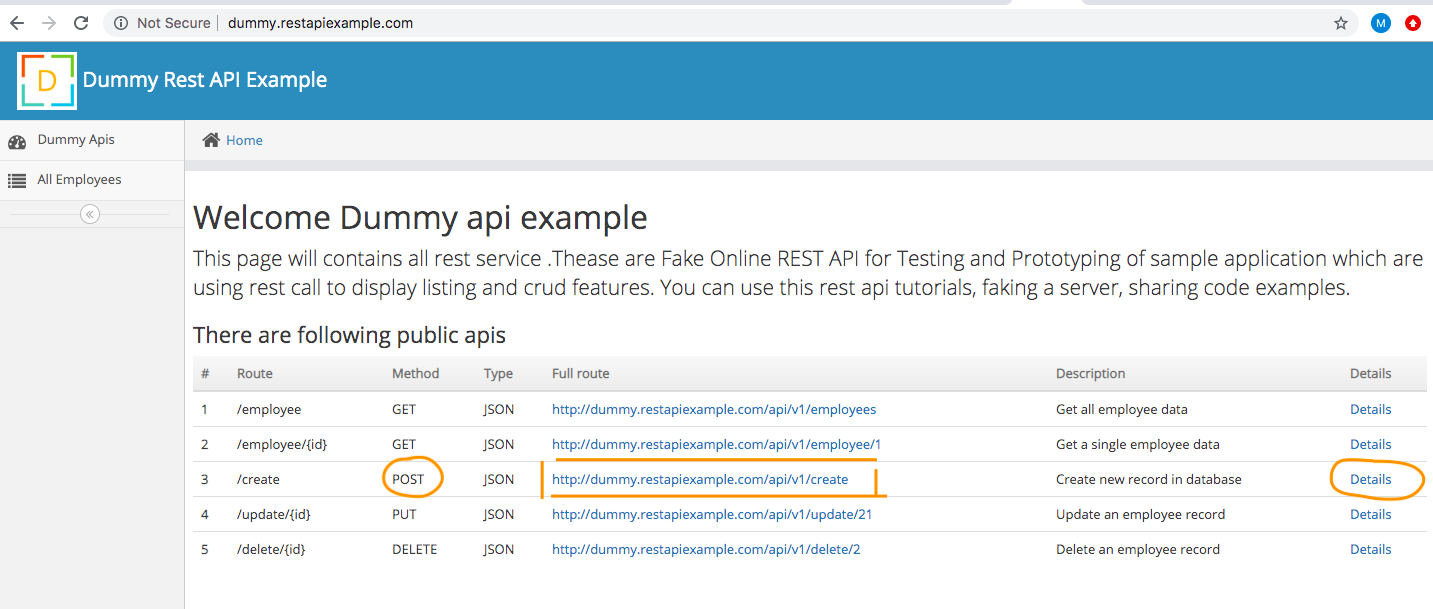 Not Secure | dummy.restapiexample.com
M
D
Dummy Rest API Example
Dummy Apis
All Employees
Home
Welcome Dummy api example
This page will contains all rest service .Thease are Fake Online REST API for Testing and Prototyping of sample application which are
using rest call to display listing and crud features. You can use this rest api tutorials, faking a server, sharing code examples.
There are following public apis
# Route Method Type Full route Description Details
1 /employee GET JSON http://dummy.restapiexample.com/api/v1/employees Get all employee data Details
2 /employee/{id} GET JSON http://dummy.restapiexample.com/api/v1/employee/1 Get a single employee data Details
3 /create POST JSON http://dummy.restapiexample.com/api/v1/create Create new record in database Details
4 /update/{id} PUT JSON http://dummy.restapiexample.com/api/v1/update/21 Update an employee record Details
5 /delete/{id} DELETE JSON http://dummy.restapiexample.com/api/v1/delete/2 Delete an employee record Details